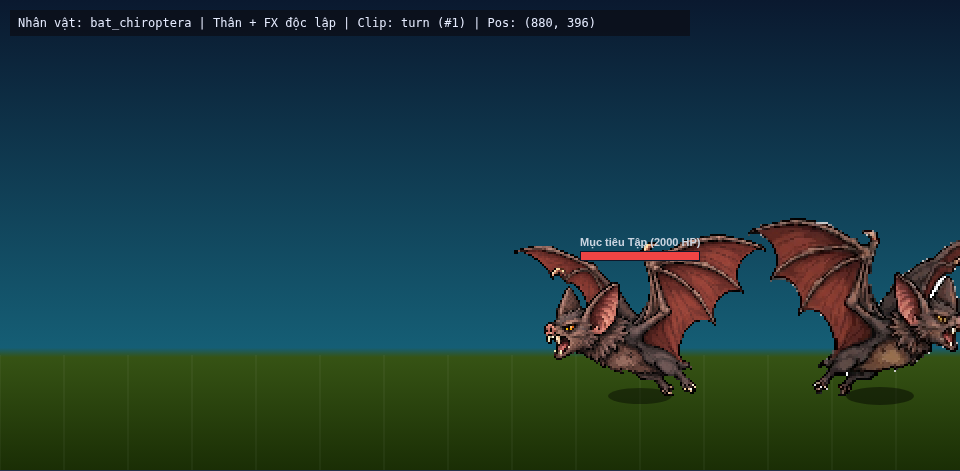 Nhân vật: bat_chiroptera | Thân + FX độc lập | Clip: turn (#1) | Pos: (880, 396)
Mục tiêu Tập (2000 HP)